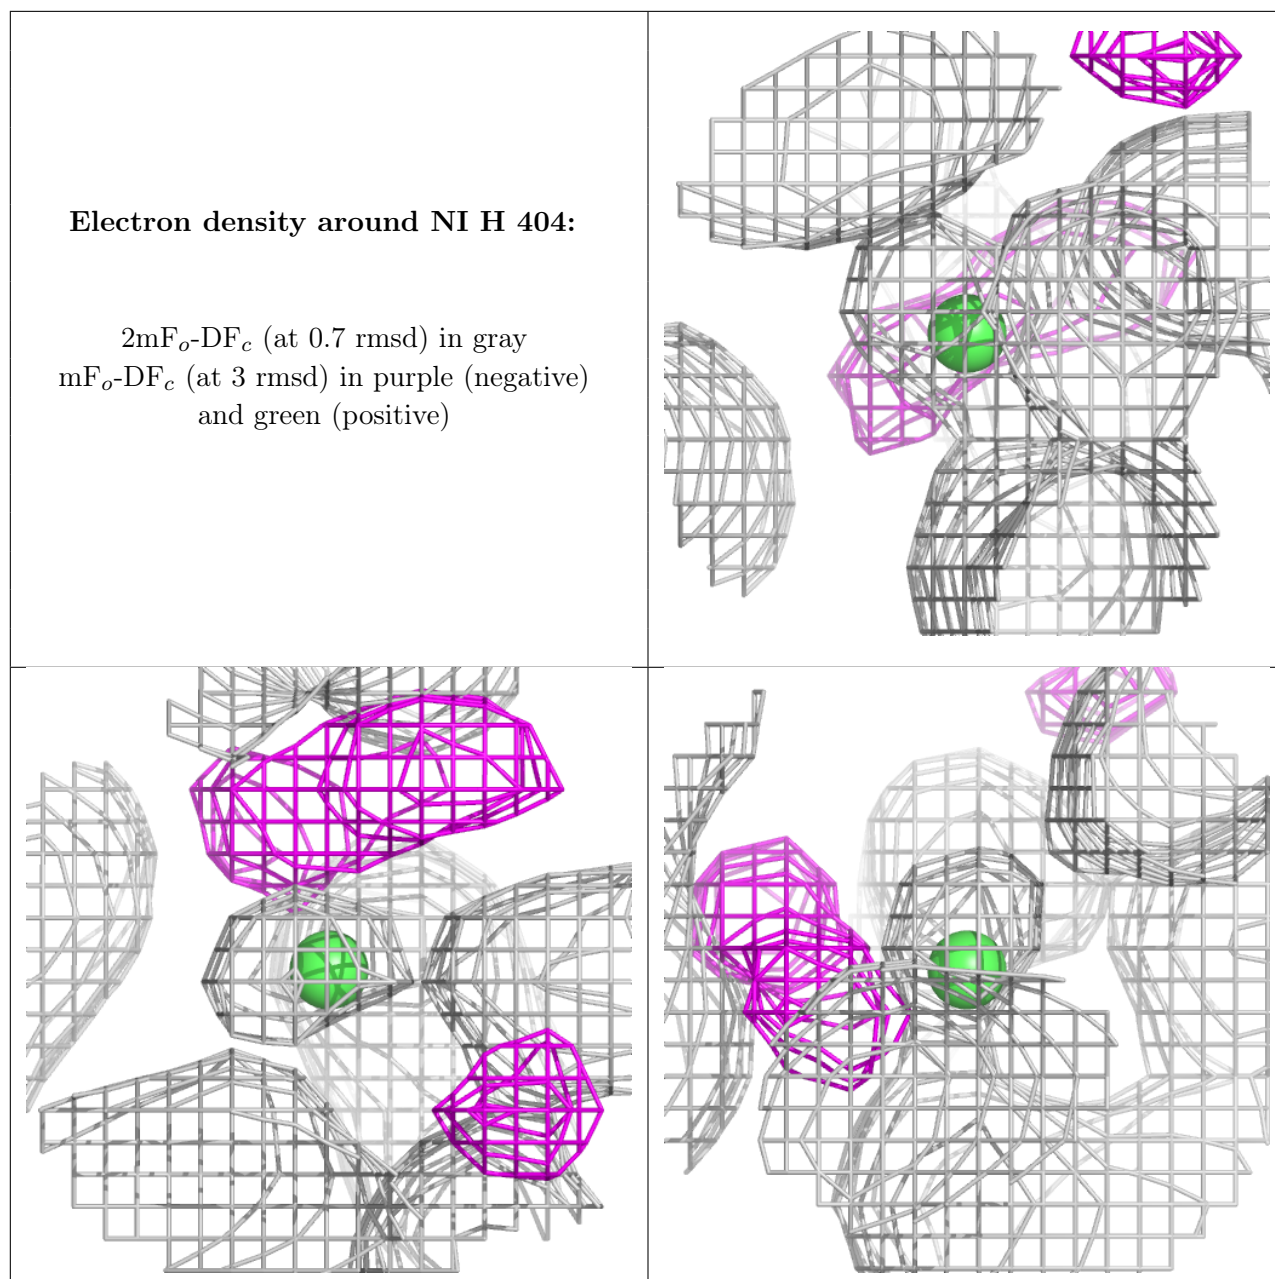 Electron density around NI H 404:
2mFo-DFc (at 0.7 rmsd) in gray
mFo-DFc (at 3 rmsd) in purple (negative)
and green (positive)